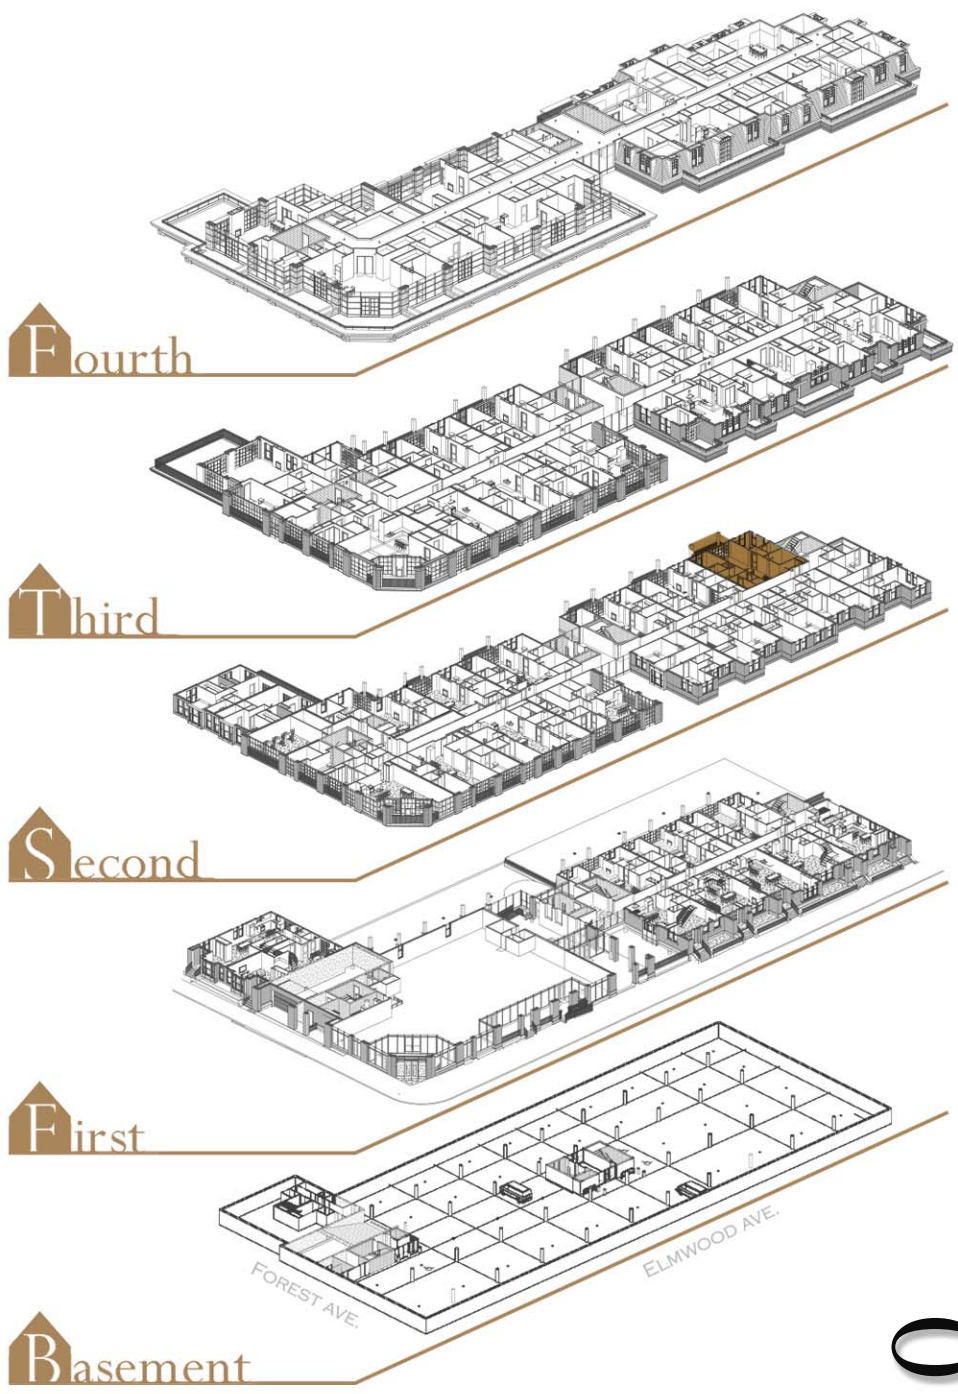 Fourth
Third
Second
First
FOREST AVE.
ELMWOOD AVE.
Basement